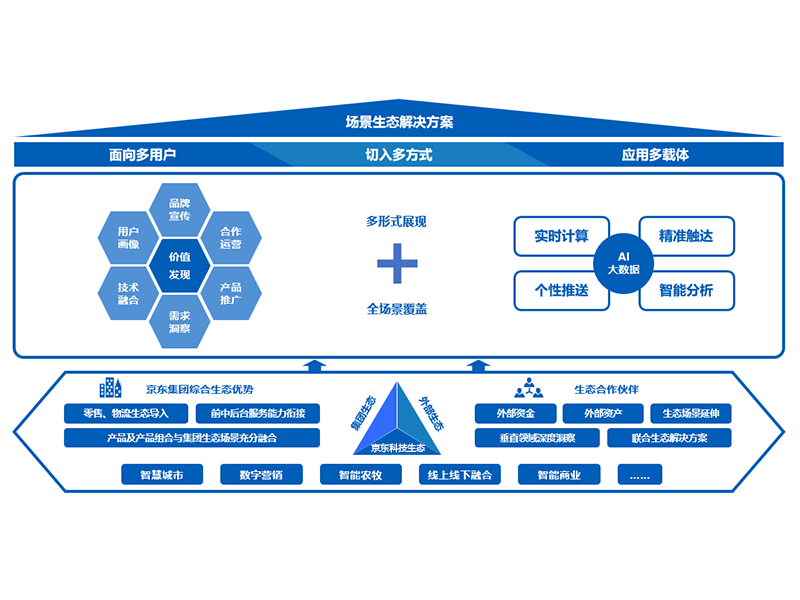 场景生态解决方案
面向多用户
切入多方式
应用多载体
品牌
宣传
用户
画像
合作
运营
价值
发现
技术
融合
产品
推广
需求
洞察
多形式展现
全场景覆盖
实时计算
精准触达
AI
大数据
个性推送
智能分析
京东集团综合生态优势
零售、物流生态导入
前中后台服务能力衔接
产品及产品组合与集团生态场景充分融合
集团生态
外部生态
京东科技生态
生态合作伙伴
外部资金
外部资产
生态场景延伸
垂直领域深度洞察
联合生态解决方案
智慧城市
数字营销
智能农牧
线上线下融合
智能商业
......